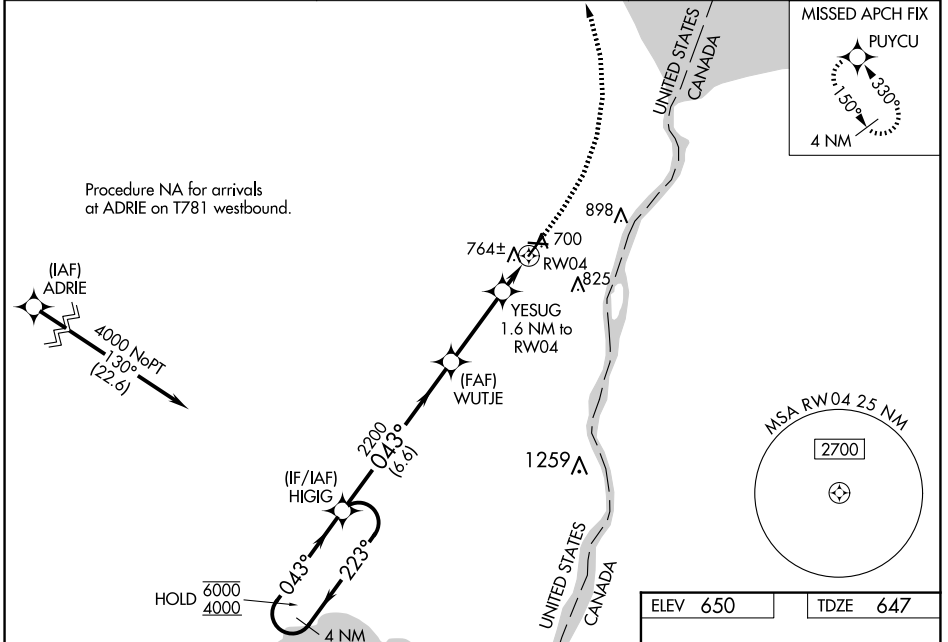 MISSED APCH FIX
PUYCU
330°
150°
4 NM
UNITED STATES
CANADA
Procedure NA for arrivals
at ADRIE on T781 westbound.
898
764±
700
RW04
825
(IAF)
ADRIE
4000 NoPT
130°
(22.6)
YESUG
1.6 NM to
RW04
(FAF)
WUTJE
2200
043°
(6.6)
MSA RW04 25 NM
2700
1259
(IF/IAF)
HIGIG
043°
223°
HOLD 6000
4000
4 NM
UNITED STATES
CANADA
ELEV 650
TDZE 647